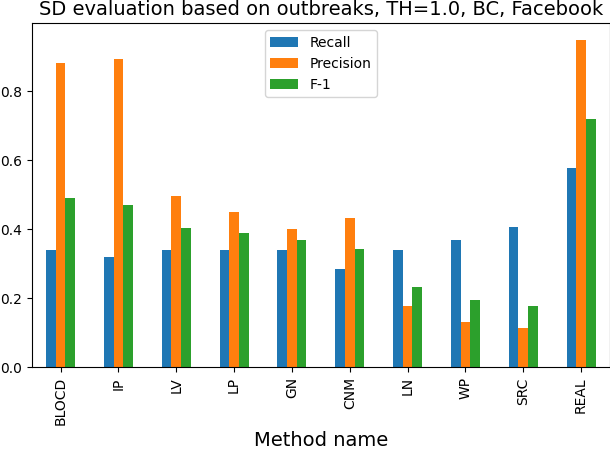 SD evaluation based on outbreaks, TH=1.0, BC, Facebook
Recall
Precision
F-1
0.8
0.6
0.4
0.2
0.0
BLOCD
IP
LV
LP
GN
CNM
LN
WP
SRC
REAL
Method name